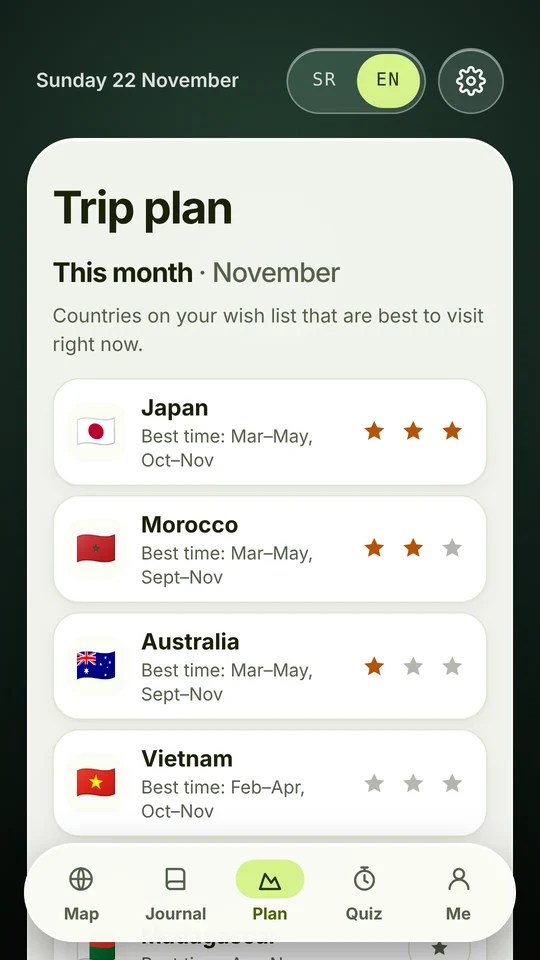 Sunday 22 November
SR
EN
Trip plan
This month · November
Countries on your wish list that are best to visit
right now.
Japan
Best time: Mar–May,
Oct–Nov
Morocco
Best time: Mar–May,
Sept–Nov
Australia
Best time: Mar–May,
Sept–Nov
Vietnam
Best time: Feb–Apr,
Oct–Nov
Map
Journal
Plan
Quiz
Me
Madagascar